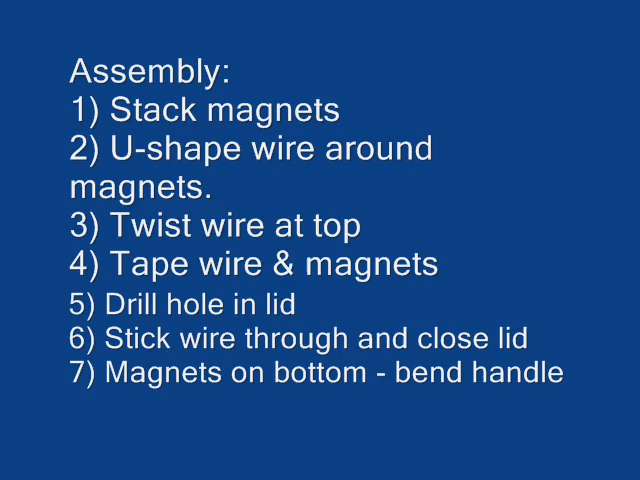 Assembly:
1) Stack magnets
2) U-shape wire around
magnets.
3) Twist wire at top
4) Tape wire & magnets
5) Drill hole in lid
6) Stick wire through and close lid
7) Magnets on bottom - bend handle